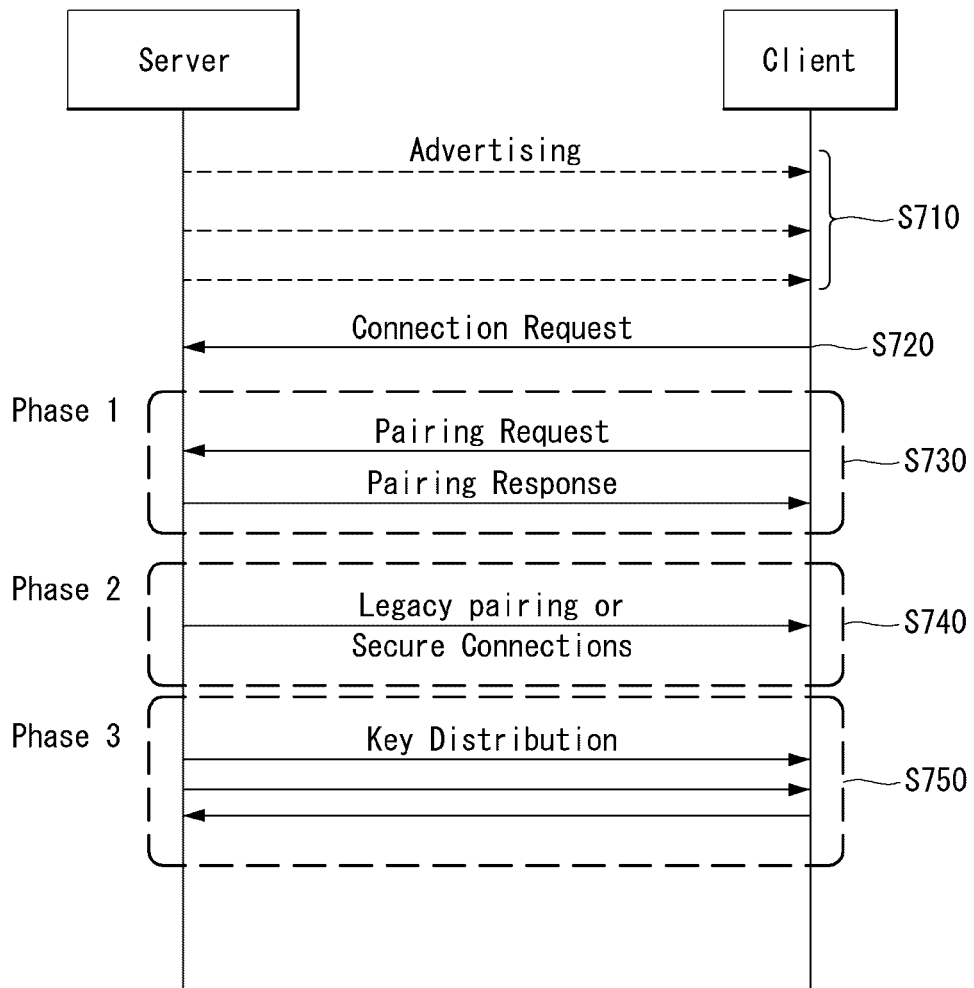 Server
Client
Advertising
S710
Connection Request
S720
Phase 1
Pairing Request
S730
Pairing Response
Phase 2
Legacy pairing or
Secure Connections
S740
Phase 3
Key Distribution
S750